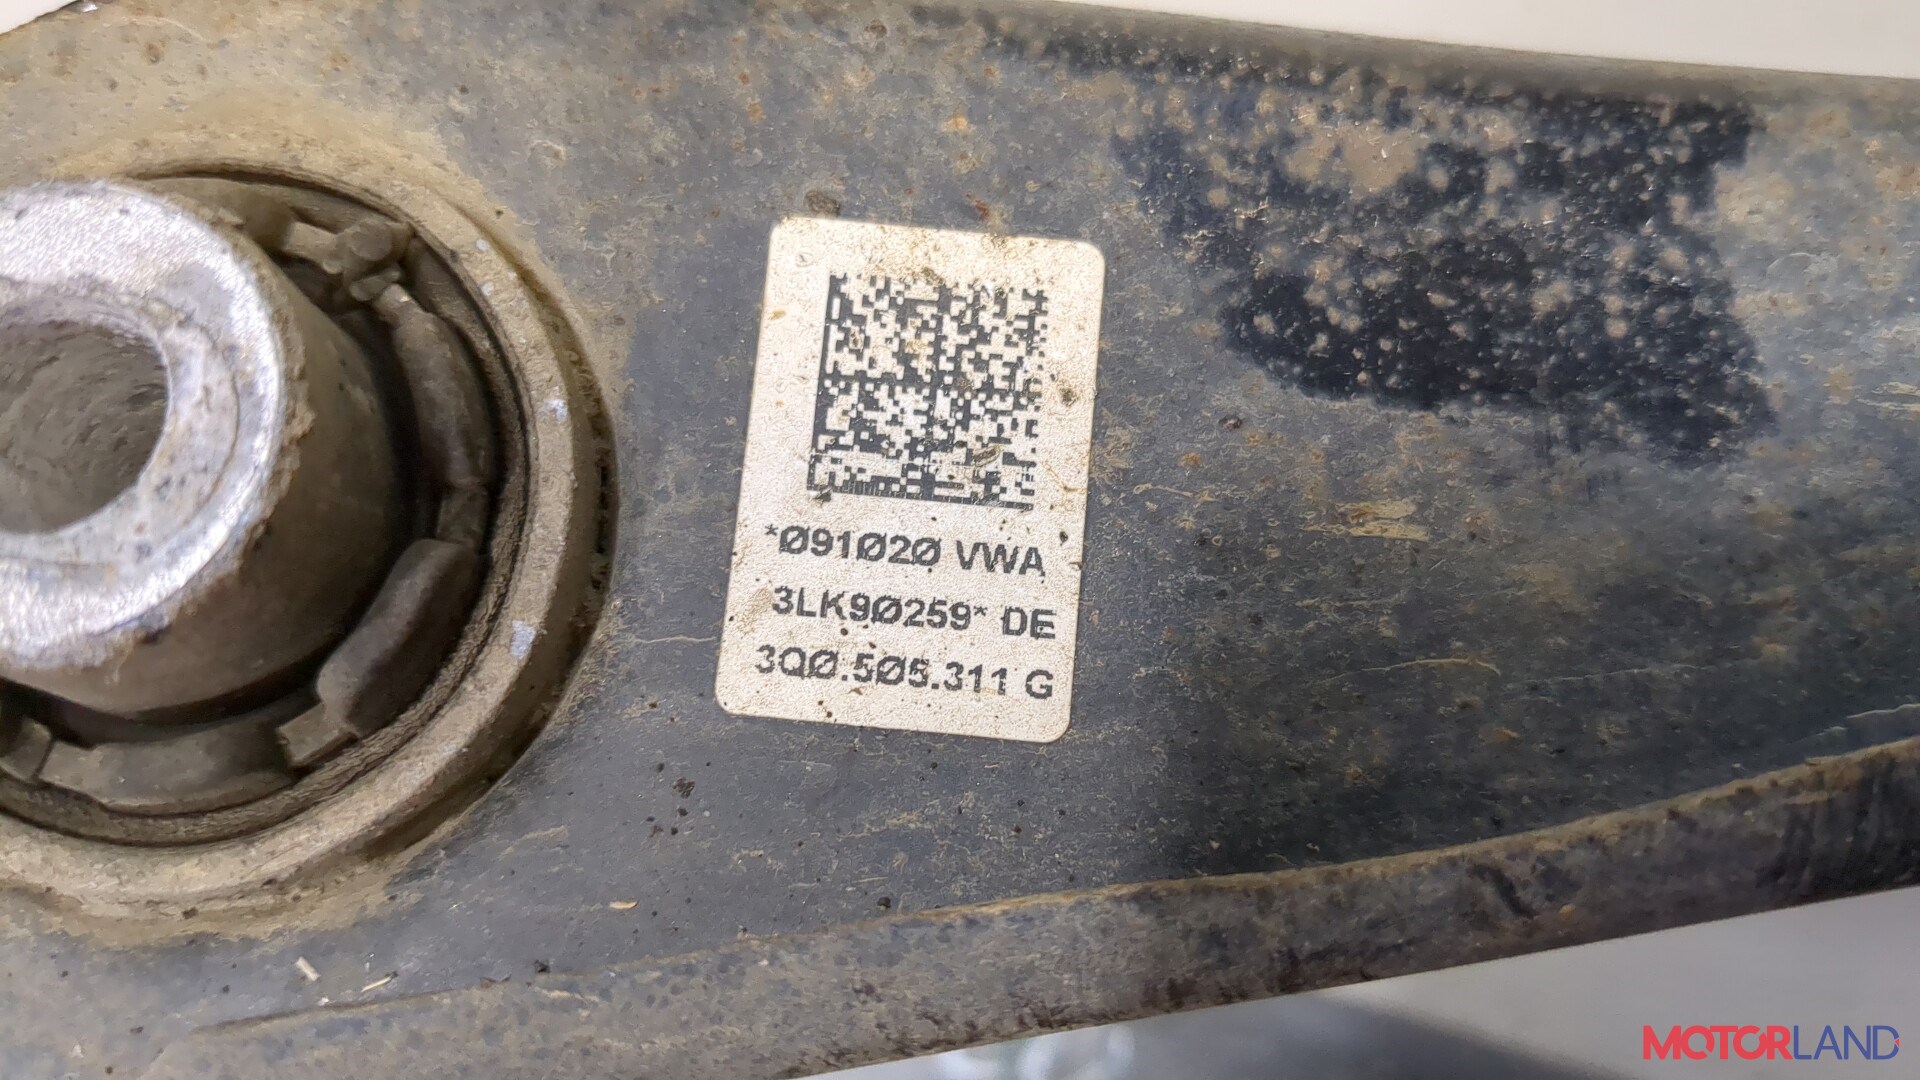 *Ø91Ø2Ø VWA
3LK9Ø259* DE
3QØ.5Ø5.311 G
MOTORLAND